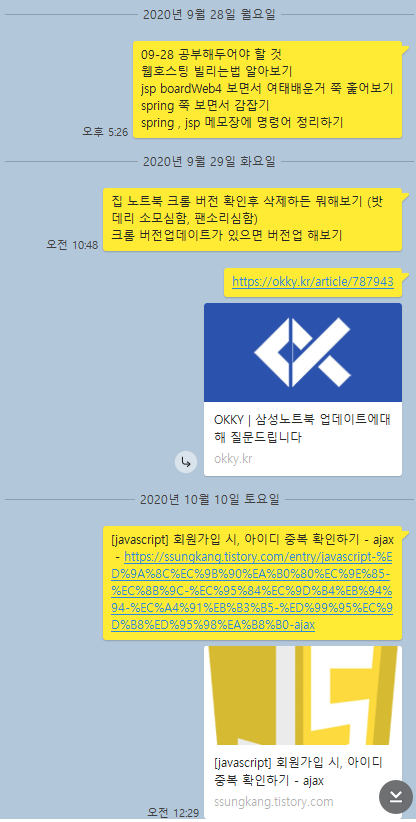 2020년 9월 28일 월요일
09-28 공부해두어야 할 것
웹호스팅 빌리는법 알아보기
jsp boardWeb4 보면서 여태배운거 쭉 훑어보기
spring 쭉 보면서 감잡기
spring , jsp 메모장에 명령어 정리하기
오후 5:26
2020년 9월 29일 화요일
집 노트북 크롬 버전 확인후 삭제하든 뭐해보기 (밧
데리 소모심함, 팬소리심함)
크롬 버전업데이트가 있으면 버전업 해보기
오전 10:48
https://okky.kr/article/787943
OKKY | 삼성노트북 업데이트에대
해 질문드립니다
okky.kr
2020년 10월 10일 토요일
[javascript] 회원가입 시, 아이디 중복 확인하기 - ajax
- https://ssungkang.tistory.com/entry/javascript-%E
D%9A%8C%EC%9B%90%EA%B0%80%EC%9E%85-
%EC%8B%9C-%EC%95%84%EC%9D%B4%EB%94%
94-%EC%A4%91%EB%B3%B5-%ED%99%95%EC%9
D%B8%ED%95%98%EA%B8%B0-ajax
JS
[javascript] 회원가입 시, 아이디
중복 확인하기 - ajax
ssungkang.tistory.com
오전 12:29